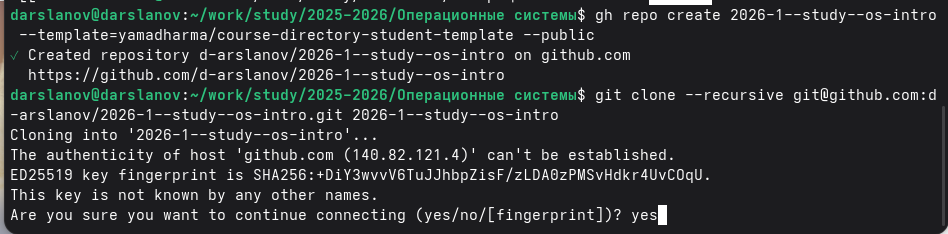 darslanov@darslanov:~/work/study/2025-2026/Операционные системы$ gh repo create 2026-1--study--os-intro
--template=yamadharma/course-directory-student-template --public
✓ Created repository d-arslanov/2026-1--study--os-intro on github.com
https://github.com/d-arslanov/2026-1--study--os-intro
darslanov@darslanov:~/work/study/2025-2026/Операционные системы$ git clone --recursive git@github.com:d
-arslanov/2026-1--study--os-intro.git 2026-1--study--os-intro
Cloning into '2026-1--study--os-intro'...
The authenticity of host 'github.com (140.82.121.4)' can't be established.
ED25519 key fingerprint is SHA256:+DiY3wvvV6TuJJhbpZisF/zLDA0zPMSvHdkr4UvCOqU.
This key is not known by any other names.
Are you sure you want to continue connecting (yes/no/[fingerprint])? yes